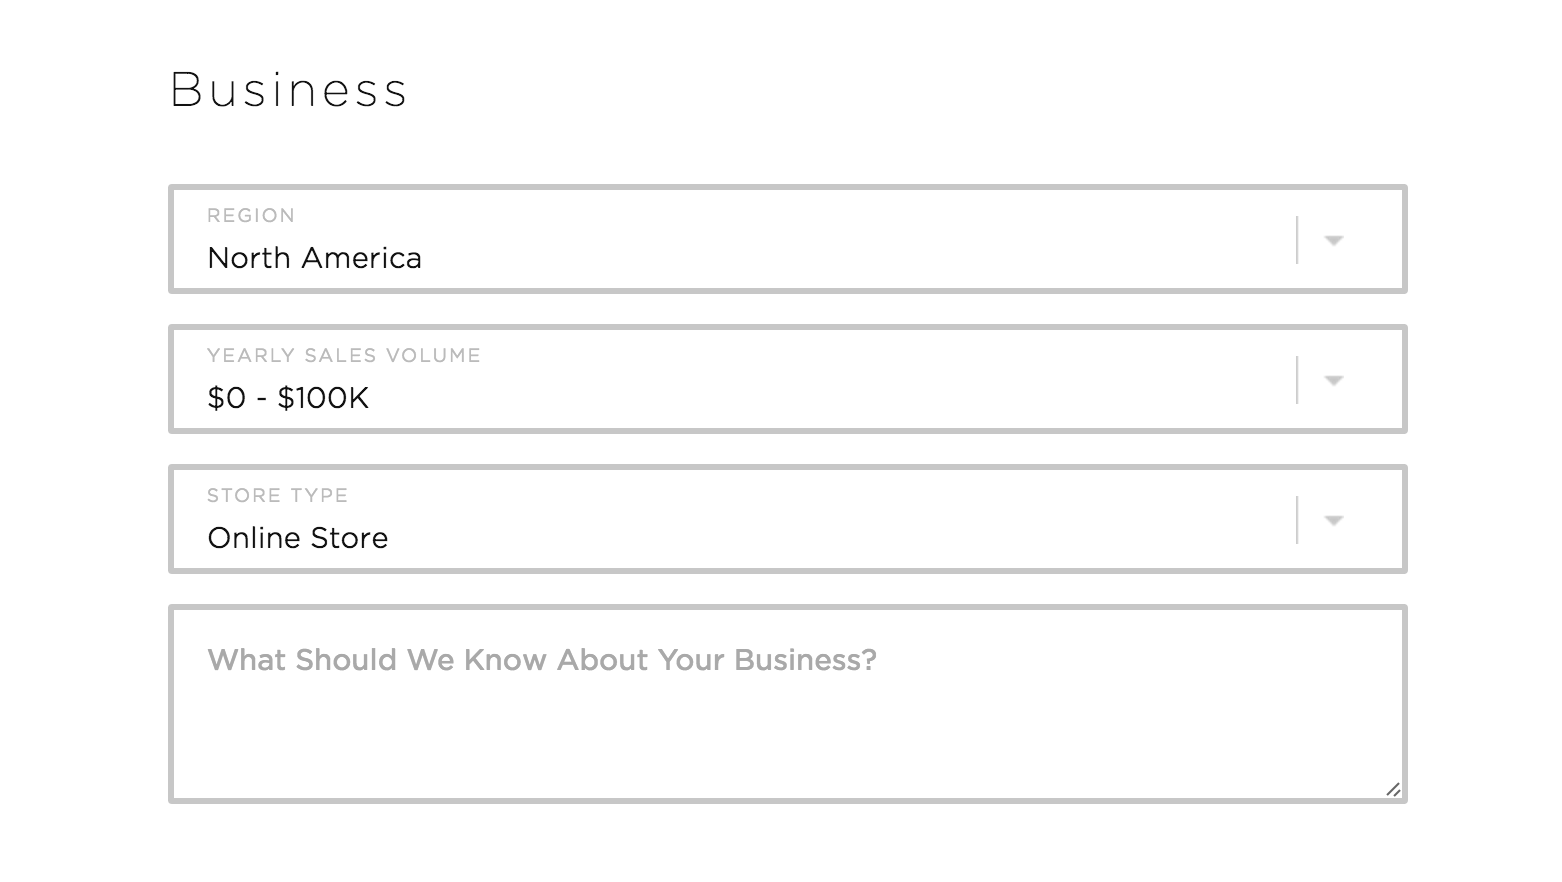 Business
REGION
North America
YEARLY SALES VOLUME
$0 - $100K
STORE TYPE
Online Store
What Should We Know About Your Business?